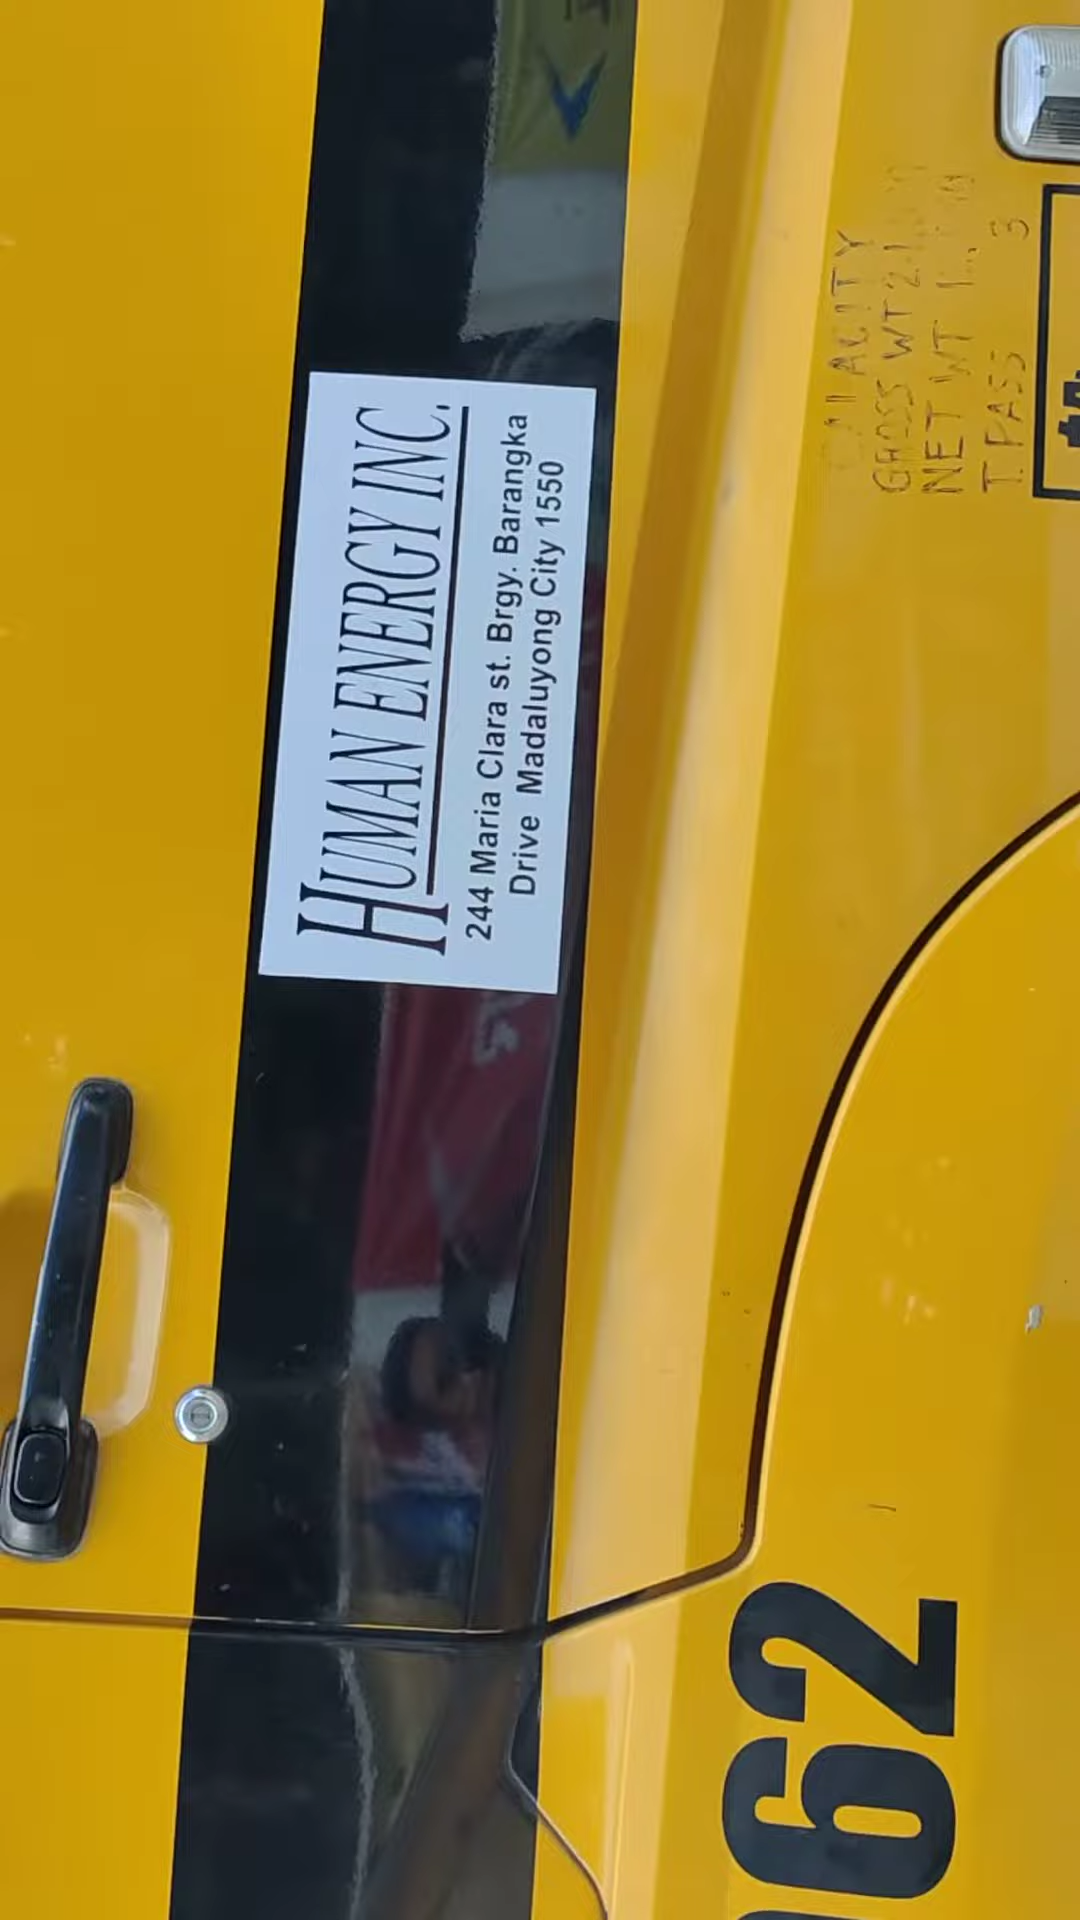 HUMAN ENERGY INC.
244 Maria Clara st. Brgy. Barangka
Drive Madaluyong City 1550
GROSS WT
NET WT
T. PASS 3
62